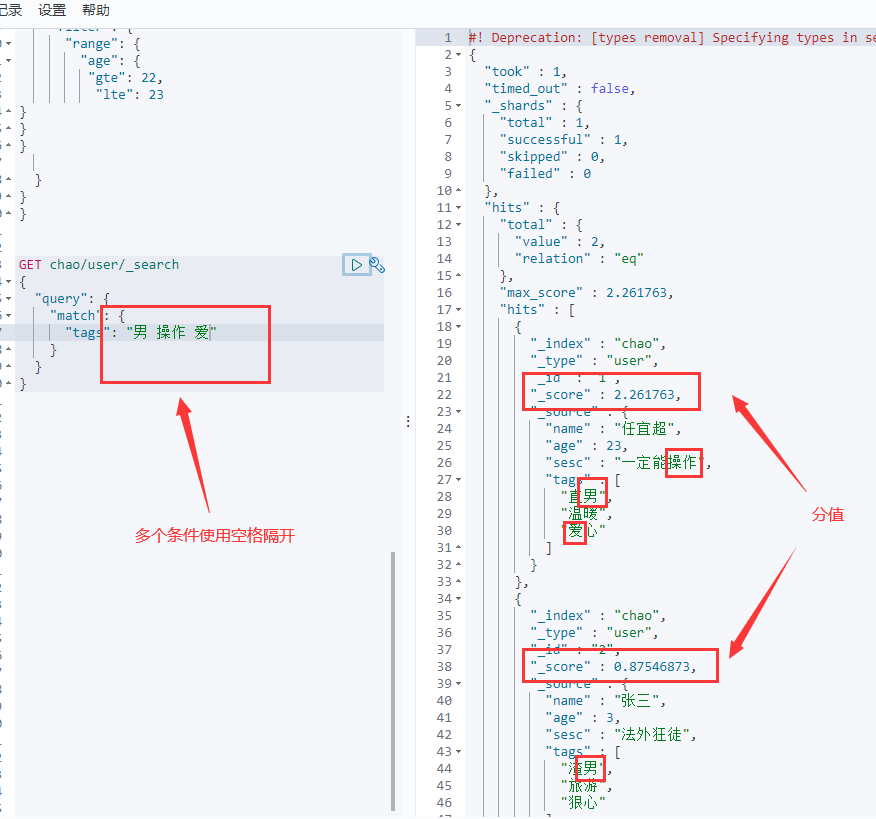 记录 设置 帮助
"range": {
"age": {
"gte": 22,
"lte": 23
}
}
}
}
}
}
GET chao/user/_search
{
"query": {
"match": {
"tags": "男 操作 爱"
}
}
}
多个条件使用空格隔开
1 #! Deprecation: [types removal] Specifying types in se
2 {
3 "took" : 1,
4 "timed_out" : false,
5 "_shards" : {
6 "total" : 1,
7 "successful" : 1,
8 "skipped" : 0,
9 "failed" : 0
10 },
11 "hits" : {
12 "total" : {
13 "value" : 2,
14 "relation" : "eq"
15 },
16 "max_score" : 2.261763,
17 "hits" : [
18 {
19 "_index" : "chao",
20 "_type" : "user",
21 "_id" : "1",
22 "_score" : 2.261763,
23 "_source" : {
24 "name" : "任宜超",
25 "age" : 23,
26 "sesc" : "一定能操作",
27 "tags" : [
28 "直男",
29 "温暖",
30 "爱心"
31 ]
32 }
33 },
34 {
35 "_index" : "chao",
36 "_type" : "user",
37 "_id" : "2",
38 "_score" : 0.87546873,
39 "_source" : {
40 "name" : "张三",
41 "age" : 3,
42 "sesc" : "法外狂徒",
43 "tags" : [
44 "渣男",
45 "旅游",
46 "狠心"
分值